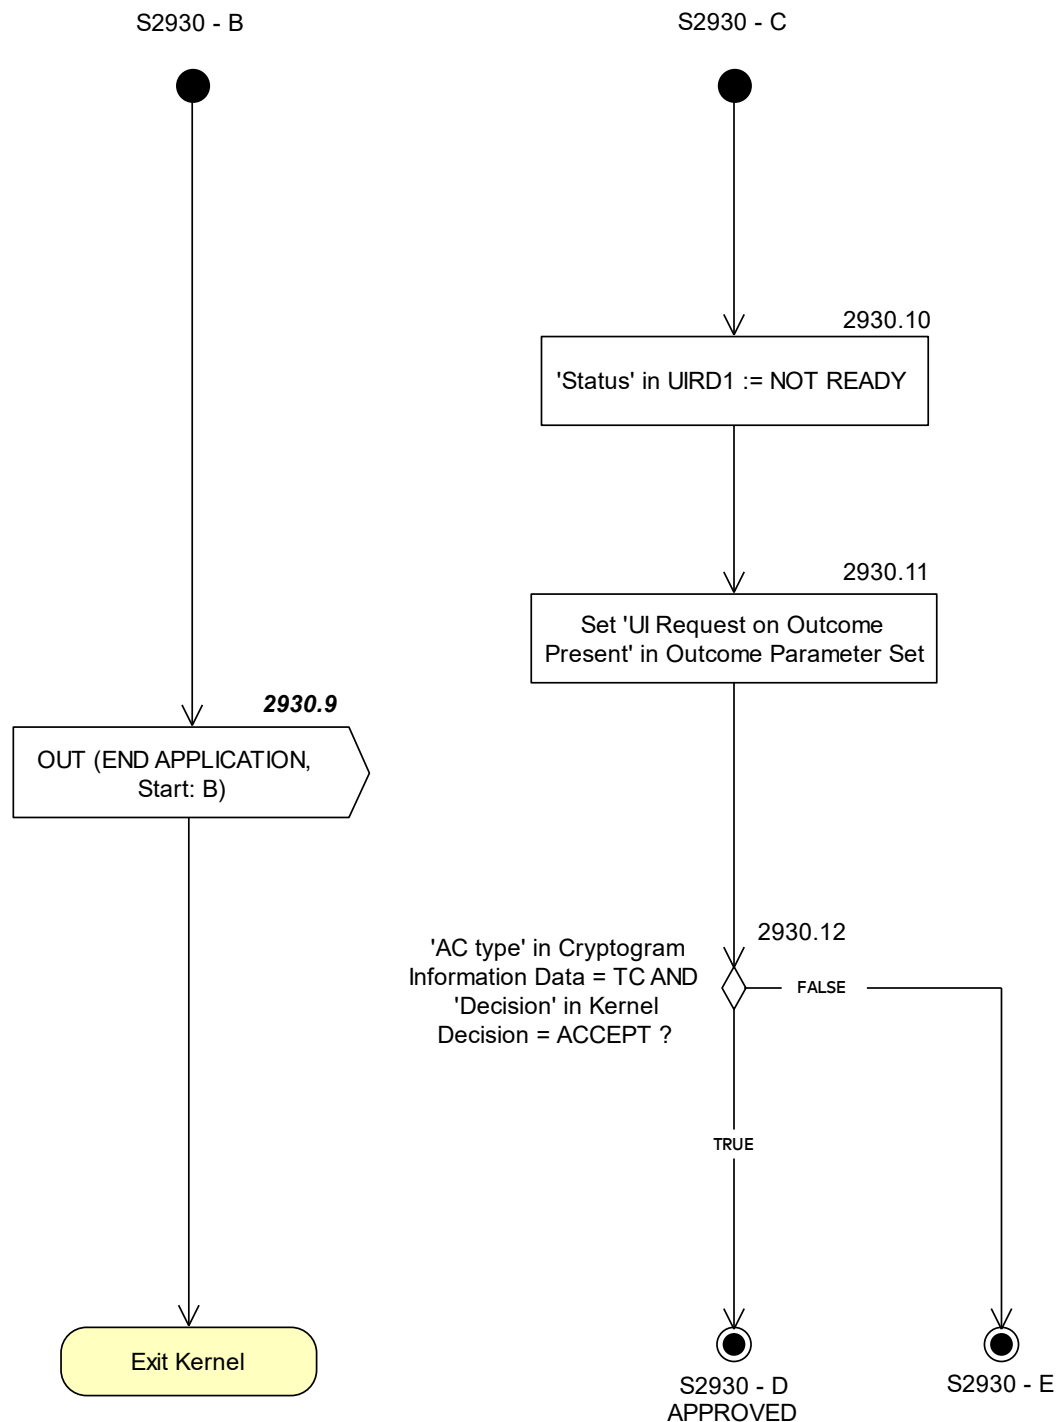 S2930 - B
S2930 - C
2930.10
'Status' in UIRD1 := NOT READY
2930.11
Set 'UI Request on Outcome
Present' in Outcome Parameter Set
2930.9
OUT (END APPLICATION,
Start: B)
2930.12
'AC type' in Cryptogram
Information Data = TC AND
'Decision' in Kernel
Decision = ACCEPT ?
FALSE
TRUE
Exit Kernel
S2930 - D
APPROVED
S2930 - E